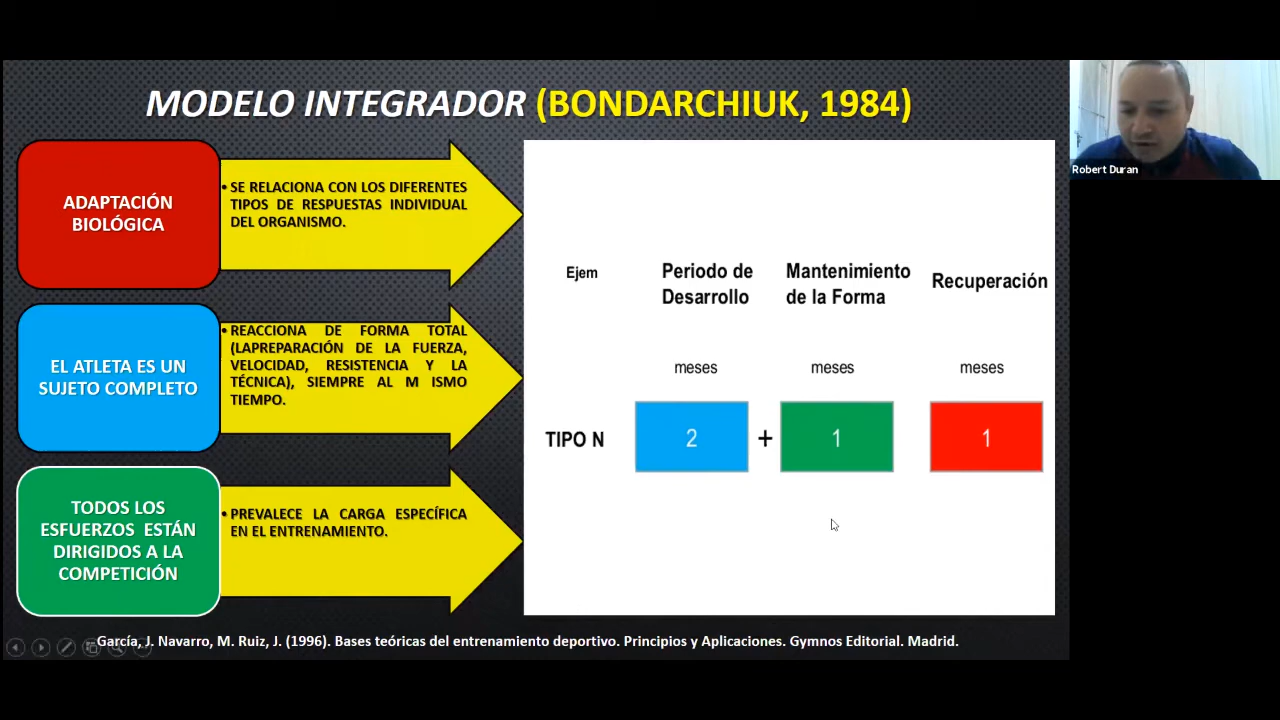 MODELO INTEGRADOR (BONDARCHIUK, 1984)
ADAPTACIÓN
BIOLÓGICA
• SE RELACIONA CON LOS DIFERENTES
TIPOS DE RESPUESTAS INDIVIDUAL
DEL ORGANISMO.
EL ATLETA ES UN
SUJETO COMPLETO
• REACCIONA DE FORMA TOTAL
(LAPREPARACIÓN DE LA FUERZA,
VELOCIDAD, RESISTENCIA Y LA
TÉCNICA), SIEMPRE AL M ISMO
TIEMPO.
TODOS LOS
ESFUERZOS ESTÁN
DIRIGIDOS A LA
COMPETICIÓN
• PREVALECE LA CARGA ESPECÍFICA
EN EL ENTRENAMIENTO.
Ejem
Periodo de
Desarrollo
Mantenimiento
de la Forma
Recuperación
meses
meses
meses
TIPO N
2
+
1
1
García, J. Navarro, M. Ruiz, J. (1996). Bases teóricas del entrenamiento deportivo. Principios y Aplicaciones. Gymnos Editorial. Madrid.
Robert Duran